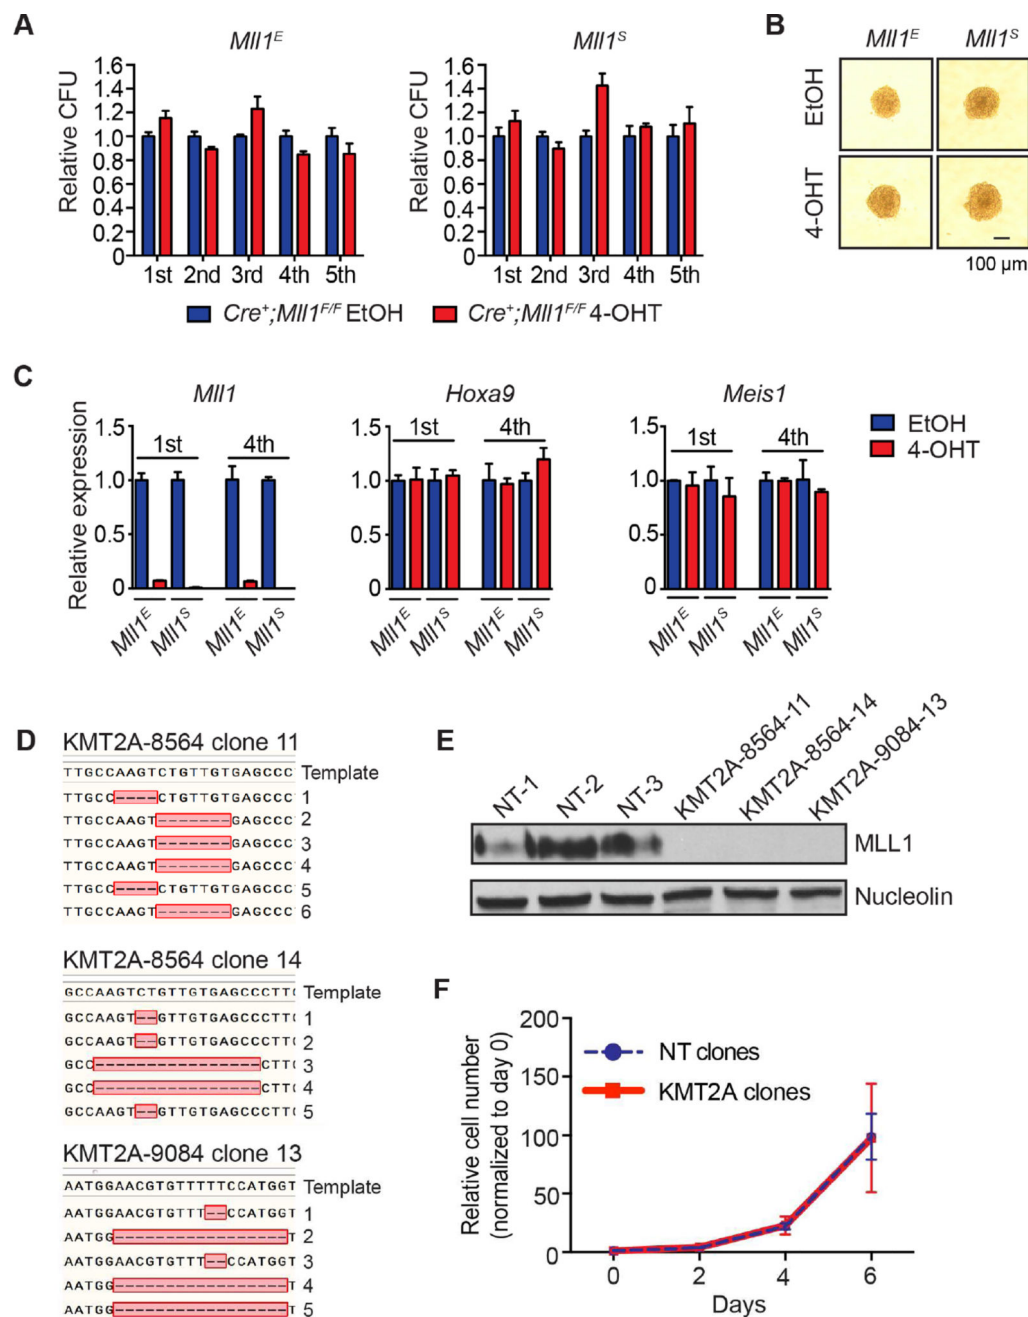 A
Mll1E
Mll1S
Relative CFU
1.6
1.4
1.2
1.0
0.8
0.6
0.4
0.2
0
1st 2nd 3rd 4th 5th
Relative CFU
1.6
1.4
1.2
1.0
0.8
0.6
0.4
0.2
0
1st 2nd 3rd 4th 5th
Cre+;Mll1F/F EtOH
Cre+;Mll1F/F 4-OHT
B
Mll1E Mll1S
EtOH
4-OHT
100 µm
C
Mll1
Relative expression
1.5
1.0
0.5
0
1st 4th
Mll1E Mll1S Mll1E Mll1S
Hoxa9
1.5
1.0
0.5
0
1st 4th
Mll1E Mll1S Mll1E Mll1S
Meis1
1.5
1.0
0.5
0
1st 4th
Mll1E Mll1S Mll1E Mll1S
EtOH
4-OHT
D
KMT2A-8564 clone 11
TTGCCAAGTCTGTTGTGAGCCC Template
TTGCC----CTGTTGTGAGCCC 1
TTGCCAAGT-------GAGCCC 2
TTGCCAAGT-------GAGCCC 3
TTGCCAAGT-------GAGCCC 4
TTGCC----CTGTTGTGAGCCC 5
TTGCCAAGT-------GAGCCC 6
KMT2A-8564 clone 14
GCCAAGTCTGTTGTGAGCCCTTC Template
GCCAAGT--GTTGTGAGCCCTTC 1
GCCAAGT--GTTGTGAGCCCTTC 2
GCC----------------CTTC 3
GCC----------------CTTC 4
GCCAAGT--GTTGTGAGCCCTTC 5
KMT2A-9084 clone 13
AATGGAACGTGTTTTTCCATGGT Template
AATGGAACGTGTTT--CCATGGT 1
AATGG-----------------T 2
AATGGAACGTGTTT--CCATGGT 3
AATGG-----------------T 4
AATGG-----------------T 5
E
NT-1
NT-2
NT-3
KMT2A-8564-11
KMT2A-8564-14
KMT2A-9084-13
MLL1
Nucleolin
F
Relative cell number
(normalized to day 0)
200
150
100
50
0
NT clones
KMT2A clones
0 2 4 6
Days